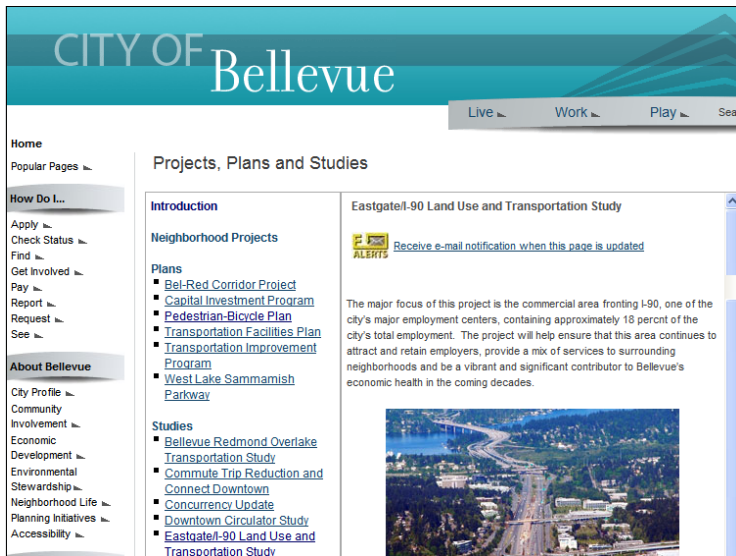 CITY OF Bellevue
Live
Work
Play
Sea
Home
Popular Pages
How Do I...
Apply
Check Status
Find
Get Involved
Pay
Report
Request
See
About Bellevue
City Profile
Community
Involvement
Economic
Development
Environmental
Stewardship
Neighborhood Life
Planning Initiatives
Accessibility
Projects, Plans and Studies
Introduction
Neighborhood Projects
Plans
Bel-Red Corridor Project
Capital Investment Program
Pedestrian-Bicycle Plan
Transportation Facilities Plan
Transportation Improvement
Program
West Lake Sammamish
Parkway
Studies
Bellevue Redmond Overlake
Transportation Study
Commute Trip Reduction and
Connect Downtown
Concurrency Update
Downtown Circulator Study
Eastgate/I-90 Land Use and
Transportation Study
Eastgate/I-90 Land Use and Transportation Study
E
ALERTS
Receive e-mail notification when this page is updated
The major focus of this project is the commercial area fronting I-90, one of the
city's major employment centers, containing approximately 18 percnt of the
city's total employment. The project will help ensure that this area continues to
attract and retain employers, provide a mix of services to surrounding
neighborhoods and be a vibrant and significant contributor to Bellevue's
economic health in the coming decades.